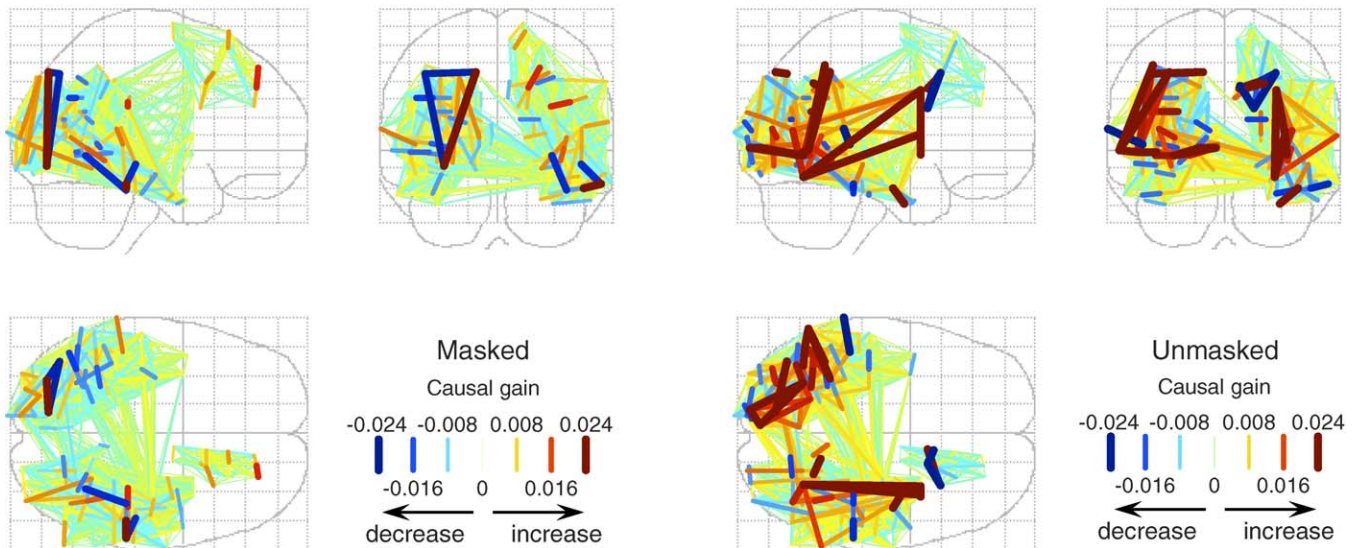 Masked
Causal gain
-0.024 -0.008 0.008 0.024
-0.016 0 0.016
decrease increase
Unmasked
Causal gain
-0.024 -0.008 0.008 0.024
-0.016 0 0.016
decrease increase